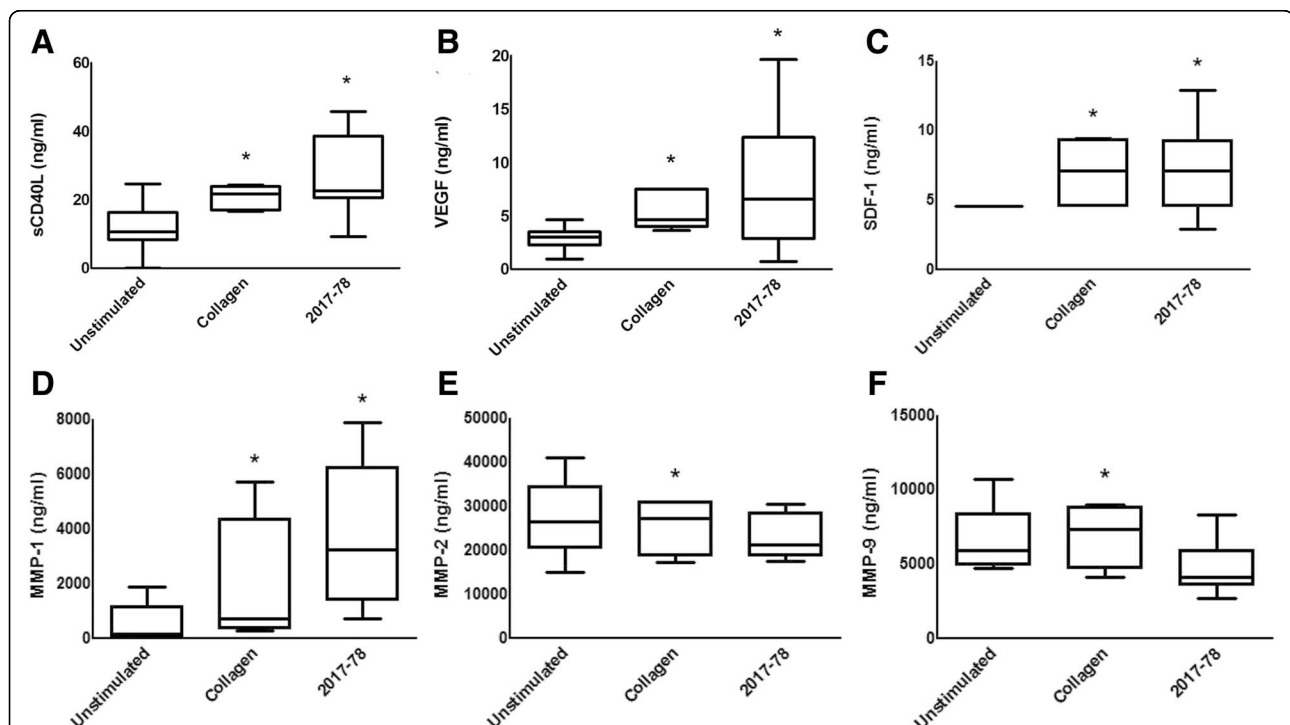 A
sCD40L (ng/ml)
60
40
20
0
*
*
Unstimulated
Collagen
2017-78
B
VEGF (ng/ml)
20
15
10
5
0
*
*
Unstimulated
Collagen
2017-78
C
SDF-1 (ng/ml)
15
10
5
0
*
*
Unstimulated
Collagen
2017-78
D
MMP-1 (ng/ml)
8000
6000
4000
2000
0
*
*
Unstimulated
Collagen
2017-78
E
MMP-2 (ng/ml)
50000
40000
30000
20000
10000
0
*
Unstimulated
Collagen
2017-78
F
MMP-9 (ng/ml)
15000
10000
5000
0
*
Unstimulated
Collagen
2017-78